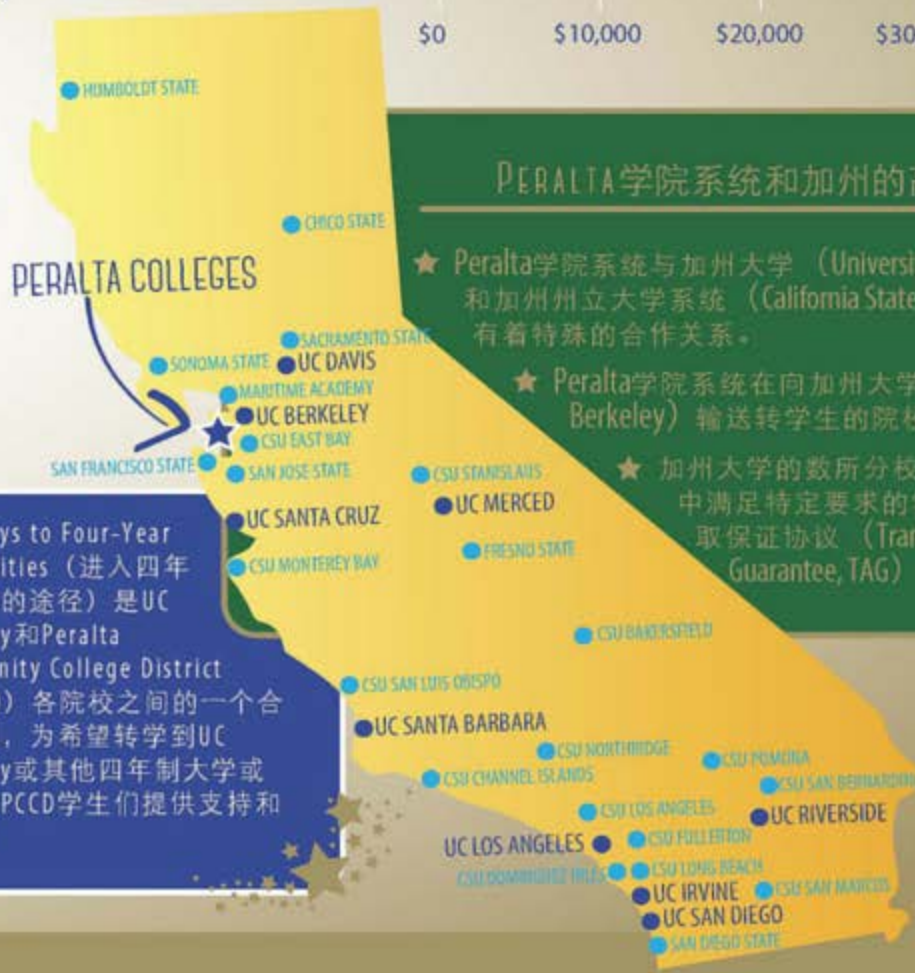 $0 $10,000 $20,000
HUMBOLDT STATE
PERALTA学院系统和加州的
CHICO STATE
PERALTA COLLEGES
★ Peralta学院系统与加州大学 （
和加州州立大学系统 （California State
有着特殊的合作关系。
SACRAMENTO STATE
SONOMA STATE
UC DAVIS
MARITIME ACADEMY
UC BERKELEY
CSU EAST BAY
SAN FRANCISCO STATE
SAN JOSE STATE
★ Peralta学院系统在向加州大学
Berkeley）输送转学生的院校
★ 加州大学的数所分校
中满足特定要求的
取保证协议 （
Guarantee, TAG）
CSU STANISLAUS
UC MERCED
UC SANTA CRUZ
FRESNO STATE
CSU MONTEREY BAY
ys to Four-Year
ities（进入四年
的途径）是UC
y和Peralta
nity College District
）各院校之间的一个合
，为希望转学到UC
y或其他四年制大学或
PCCD学生们提供支持和
CSU BAKERSFIELD
CSU SAN LUIS OBISPO
UC SANTA BARBARA
CSU NORTHRIDGE
CSU POMONA
CSU CHANNEL ISLANDS
CSU SAN BERNARDINO
CSU LOS ANGELES
UC RIVERSIDE
UC LOS ANGELES
CSU FULLERTON
CSU DOMINGUEZ HILLS
CSU LONG BEACH
UC IRVINE
CSU SAN MARCOS
UC SAN DIEGO
SAN DIEGO STATE